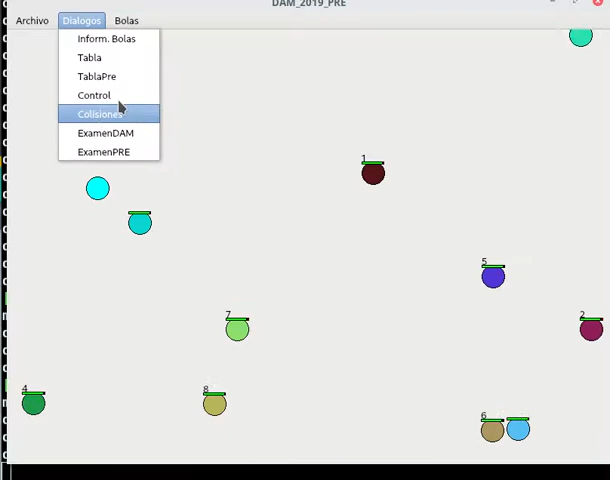 DAM_2019_PRE
Archivo Dialogos Bolas
Inform. Bolas
Tabla
TablaPre
Control
Colisiones
ExamenDAM
ExamenPRE
1
5
7
2
4
8
6